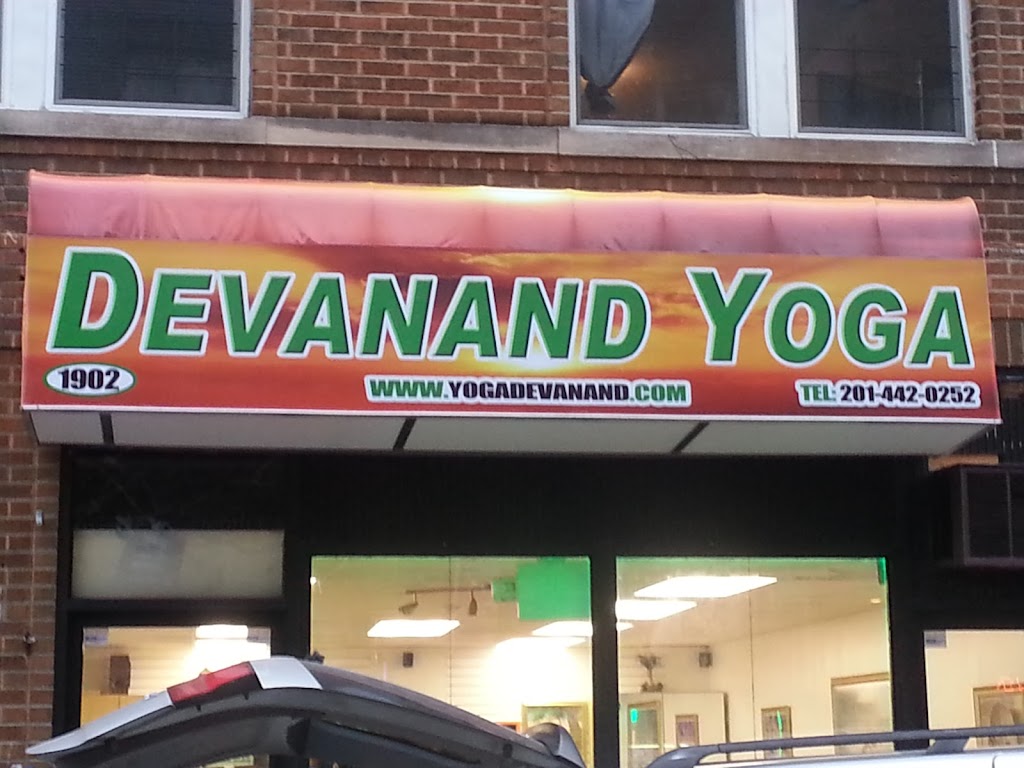 DEVANAND YOGA
1902 WWW.YOGADEVANAND.COM TEL: 201-442-0252